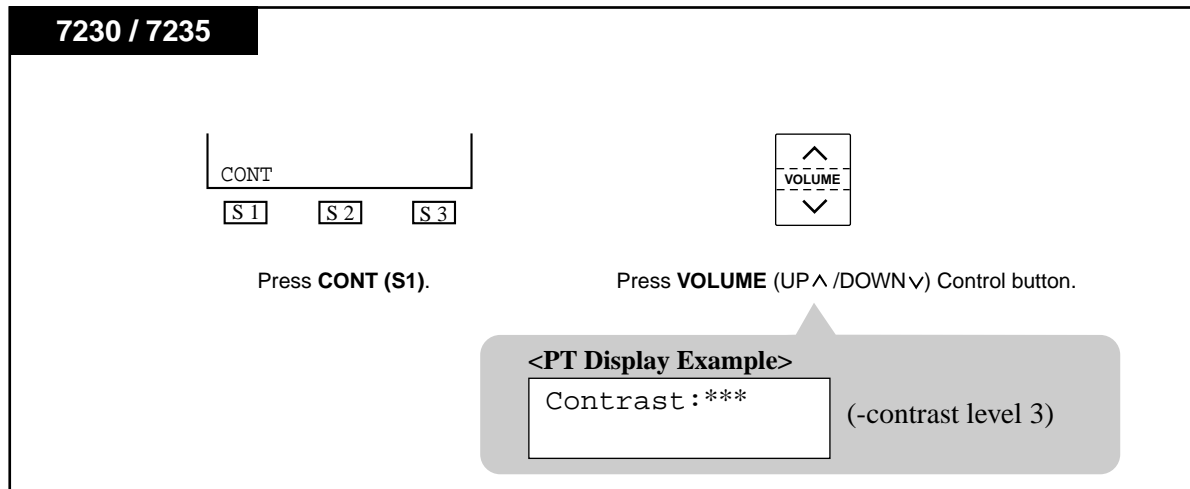 7230 / 7235
CONT
S 1 S 2 S 3
VOLUME
Press CONT (S1).
Press VOLUME (UP /DOWN ) Control button.
<PT Display Example>
Contrast:***
(-contrast level 3)